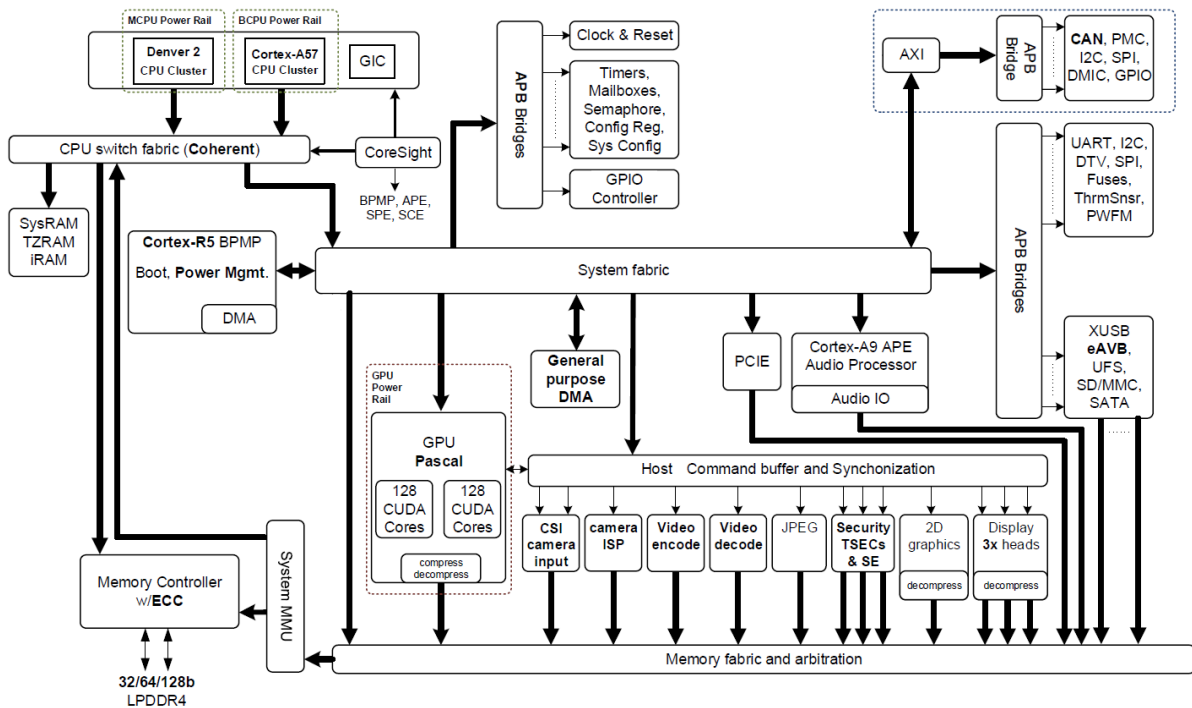 MCPU Power Rail
BCPU Power Rail
Denver 2
CPU Cluster
Cortex-A57
CPU Cluster
GIC
CPU switch fabric (Coherent)
CoreSight
BPMP, APE,
SPE, SCE
SysRAM
TZRAM
iRAM
Cortex-R5 BPMP
Boot, Power Mgmt.
DMA
APB Bridges
Clock & Reset
Timers,
Mailboxes,
Semaphore,
Config Reg,
Sys Config
GPIO
Controller
AXI
APB
Bridge
CAN, PMC,
I2C, SPI,
DMIC, GPIO
System fabric
APB Bridges
UART, I2C,
DTV, SPI,
Fuses,
ThrmSnsr,
PWFM
XUSB
eAVB,
UFS,
SD/MMC,
SATA
......
GPU
Power
Rail
GPU
Pascal
128
CUDA
Cores
128
CUDA
Cores
compress
decompress
General
purpose
DMA
PCIE
Cortex-A9 APE
Audio Processor
Audio IO
Host Command buffer and Synchonization
CSI
camera
input
camera
ISP
Video
encode
Video
decode
JPEG
Security
TSECs
& SE
2D
graphics
decompress
Display
3x heads
decompress
System MMU
Memory Controller
w/ECC
32/64/128b
LPDDR4
Memory fabric and arbitration